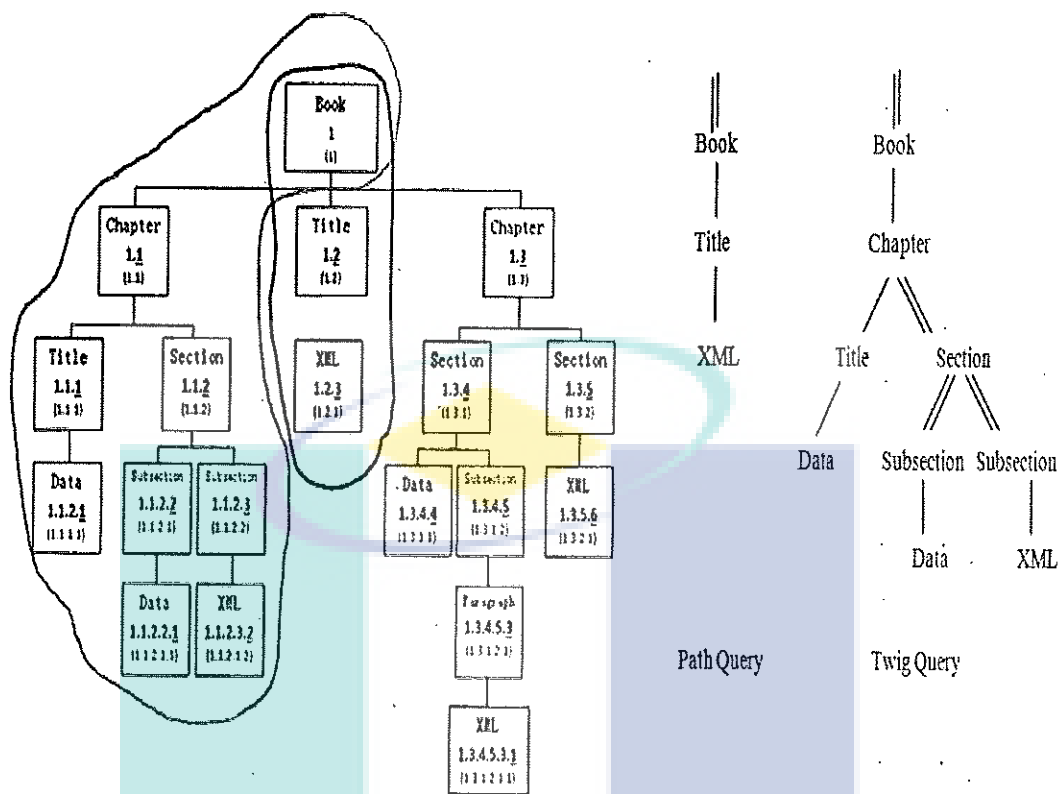 Book
1
(1)
Book
Book
Chapter
1.1
(1.1)
Title
1.2
(1.2)
Chapter
1.3
(1.3)
Title
Chapter
Title
1.1.1
(1.1.1)
Section
1.1.2
(1.1.2)
XML
1.2.3
(1.2.1)
Section
1.3.4
(1.3.1)
Section
1.3.5
(1.3.2)
XML
Title
Section
Data
1.1.2.1
(1.1.1.1)
Subsection
1.1.2.2
(1.1.2.1)
Subsection
1.1.2.3
(1.1.2.2)
Data
1.3.4.4
(1.3.1.1)
Subsection
1.3.4.5
(1.3.1.2)
XML
1.3.5.6
(1.3.2.1)
Data
Subsection
Subsection
Data
1.1.2.2.1
(1.1.2.1.1)
XML
1.1.2.3.2
Paragraph
1.3.4.5.3
(1.3.1.2.1)
Data
XML
XML
1.3.4.5.3.1
(1.3.1.2.1.1)
Path Query
Twig Query